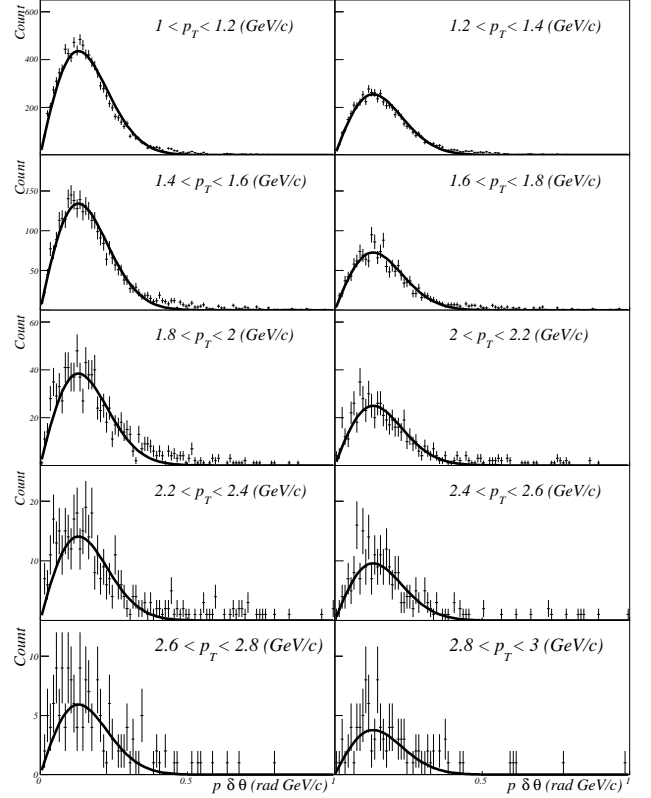 600
Count
1 < p_T < 1.2 (GeV/c)
1.2 < p_T < 1.4 (GeV/c)
400
200
Count
150
1.4 < p_T < 1.6 (GeV/c)
1.6 < p_T < 1.8 (GeV/c)
100
50
Count
60
1.8 < p_T < 2 (GeV/c)
2 < p_T < 2.2 (GeV/c)
40
20
Count
20
2.2 < p_T < 2.4 (GeV/c)
2.4 < p_T < 2.6 (GeV/c)
10
Count
10
2.6 < p_T < 2.8 (GeV/c)
2.8 < p_T < 3 (GeV/c)
5
0
0 0.5 1 0.5 1
p δ θ (rad GeV/c) p δ θ (rad GeV/c)